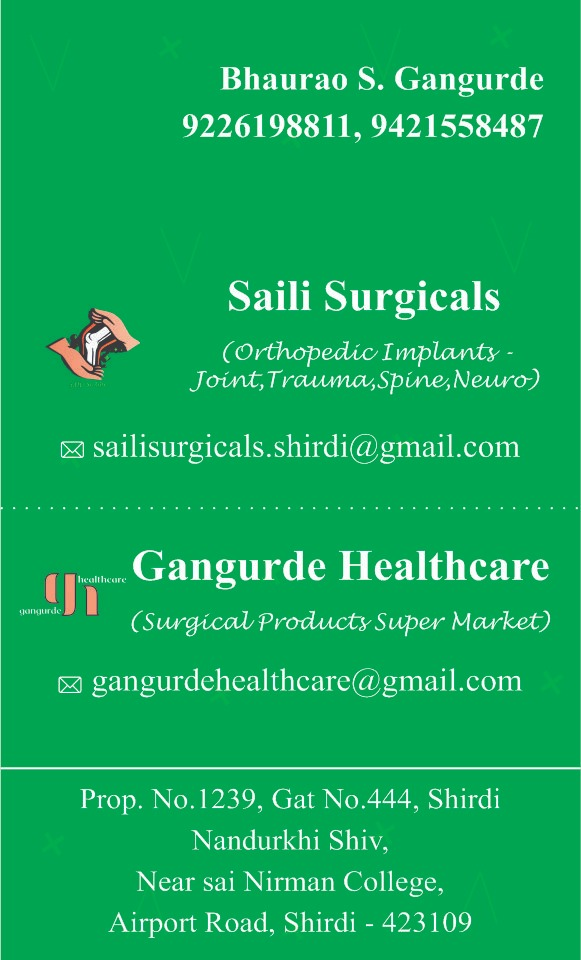 Bhaurao S. Gangurde
9226198811, 9421558487
Saili Surgicals
(Orthopedic Implants -
Joint,Trauma,Spine,Neuro)
sailisurgicals.shirdi@gmail.com
gh healthcare
gangurde
Gangurde Healthcare
(Surgical Products Super Market)
gangurdehealthcare@gmail.com
Prop. No.1239, Gat No.444, Shirdi
Nandurkhi Shiv,
Near sai Nirman College,
Airport Road, Shirdi - 423109